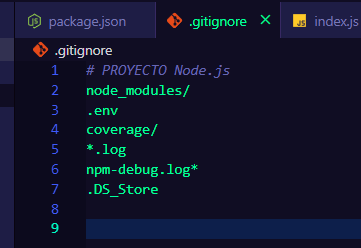 package.json
.gitignore
index.js
.gitignore
1 # PROYECTO Node.js
2 node_modules/
3 .env
4 coverage/
5 *.log
6 npm-debug.log*
7 .DS_Store
8
9